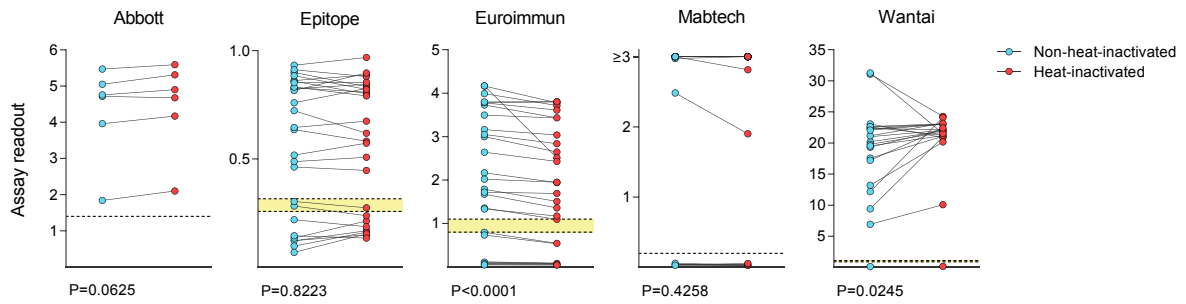 Abbott
Epitope
Euroimmun
Mabtech
Wantai
Assay readout
6
5
4
3
2
1
1.0
0.5
5
4
3
2
1
≥3
2
1
35
30
25
20
15
10
5
Non-heat-inactivated
Heat-inactivated
P=0.0625
P=0.8223
P<0.0001
P=0.4258
P=0.0245